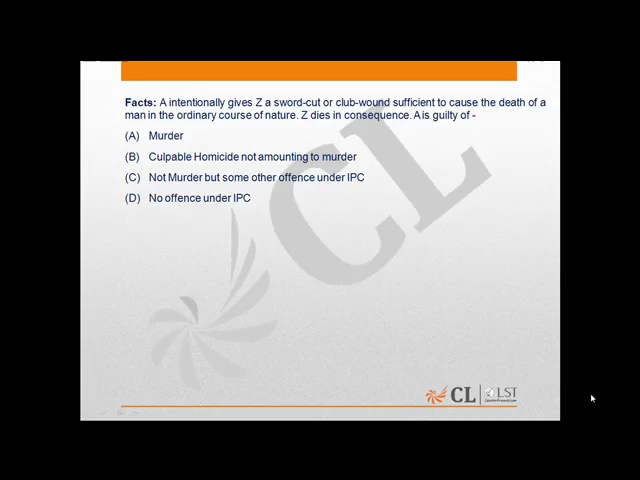 Facts: A intentionally gives Z a sword-cut or club-wound sufficient to cause the death of a
man in the ordinary course of nature. Z dies in consequence. A is guilty of -
(A) Murder
(B) Culpable Homicide not amounting to murder
(C) Not Murder but some other offence under IPC
(D) No offence under IPC
CL
CL LST